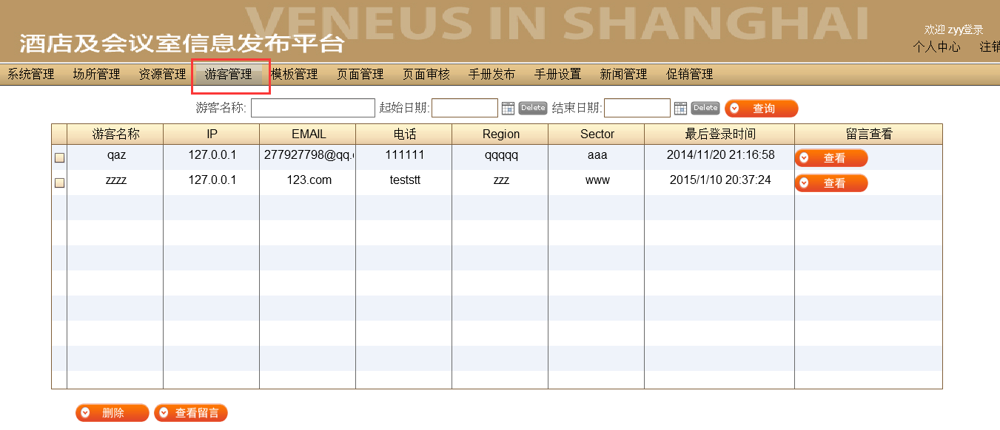 VENEUS IN SHANGHAI
酒店及会议室信息发布平台
欢迎 zyy登录
个人中心 注销
系统管理 场所管理 资源管理 游客管理 模板管理 页面管理 页面审核 手册发布 手册设置 新闻管理 促销管理
游客名称: 起始日期: Delete 结束日期: Delete 查询
游客名称 IP EMAIL 电话 Region Sector 最后登录时间 留言查看
qaz 127.0.0.1 277927798@qq. 111111 qqqqq aaa 2014/11/20 21:16:58 查看
zzzz 127.0.0.1 123.com teststt zzz www 2015/1/10 20:37:24 查看
删除 查看留言